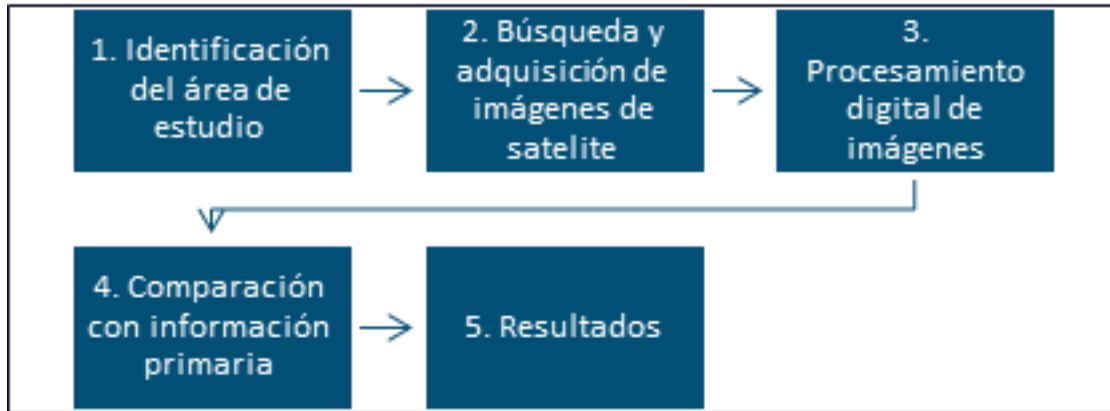 1. Identificación
del área de
estudio
2. Búsqueda y
adquisición de
imágenes de
satelite
3.
Procesamiento
digital de
imágenes
4. Comparación
con información
primaria
5. Resultados